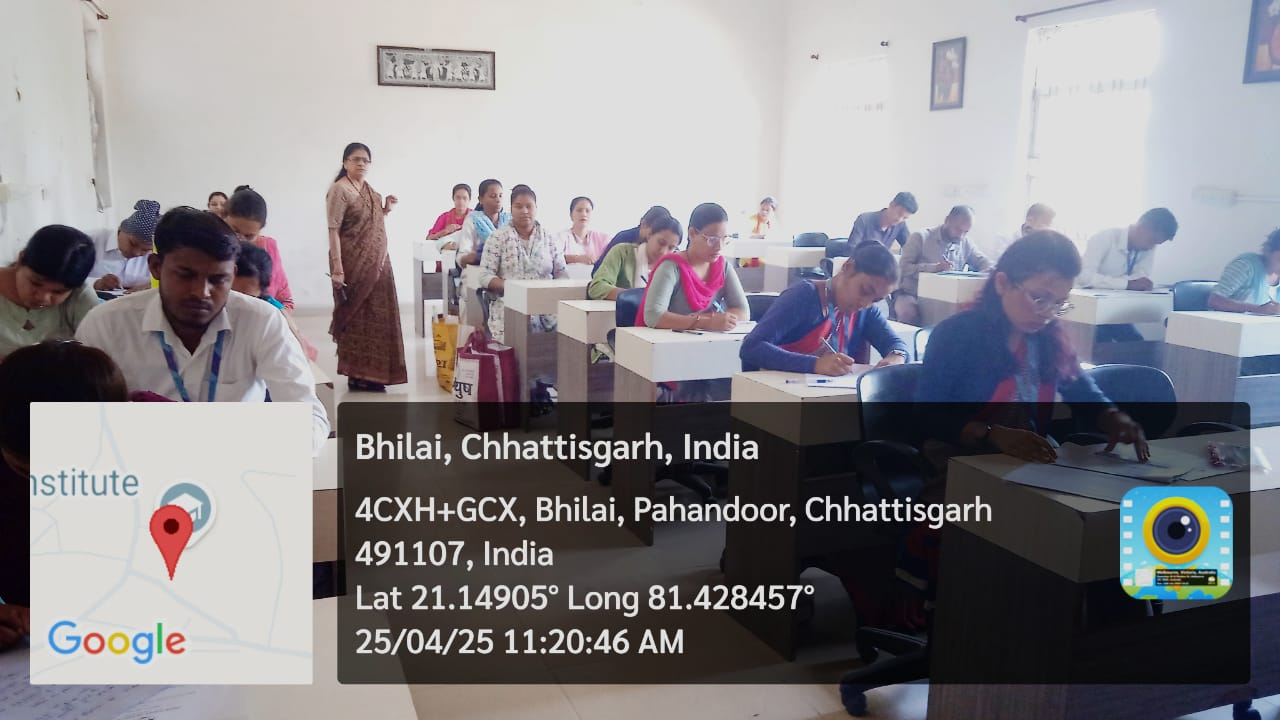 nstitute
Google
Bhilai, Chhattisgarh, India
4CXH+GCX, Bhilai, Pahandoor, Chhattisgarh
491107, India
Lat 21.14905° Long 81.428457°
25/04/25 11:20:46 AM